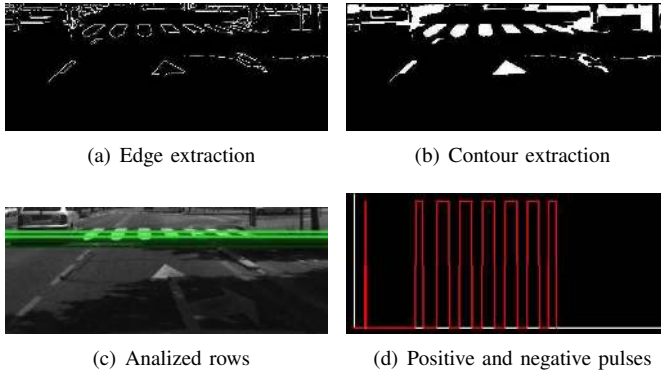 (a) Edge extraction
(b) Contour extraction
(c) Analized rows
(d) Positive and negative pulses